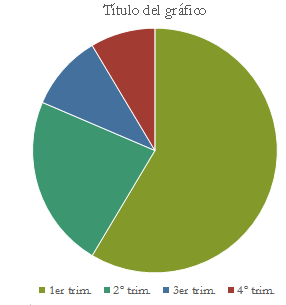 Título del gráfico
1er trim. 2º trim. 3er trim. 4º trim.